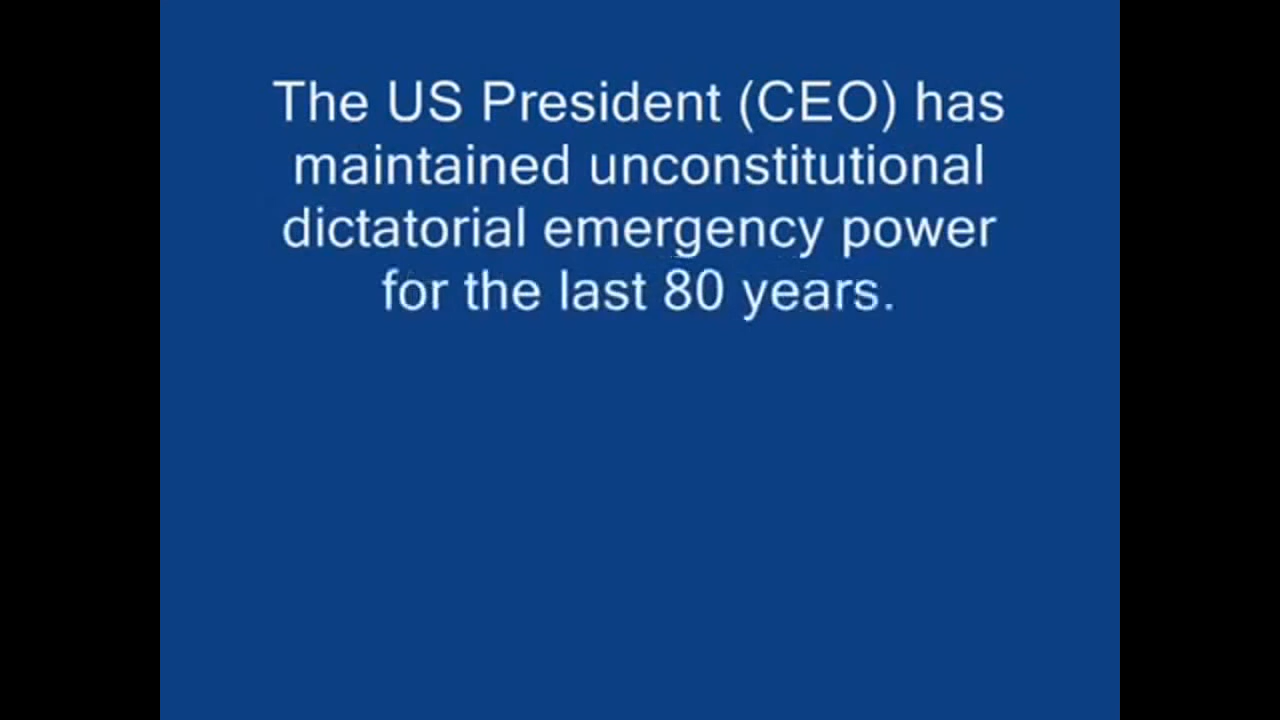 The US President (CEO) has
maintained unconstitutional
dictatorial emergency power
for the last 80 years.